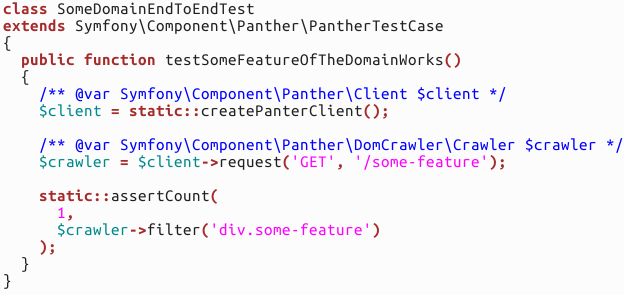 class SomeDomainEndToEndTest
extends Symfony\Component\Panther\PantherTestCase
{
  public function testSomeFeatureOfTheDomainWorks()
  {
    /** @var Symfony\Component\Panther\Client $client */
    $client = static::createPanterClient();

    /** @var Symfony\Component\Panther\DomCrawler\Crawler $crawler */
    $crawler = $client->request('GET', '/some-feature');

    static::assertCount(
      1,
      $crawler->filter('div.some-feature')
    );
  }
}